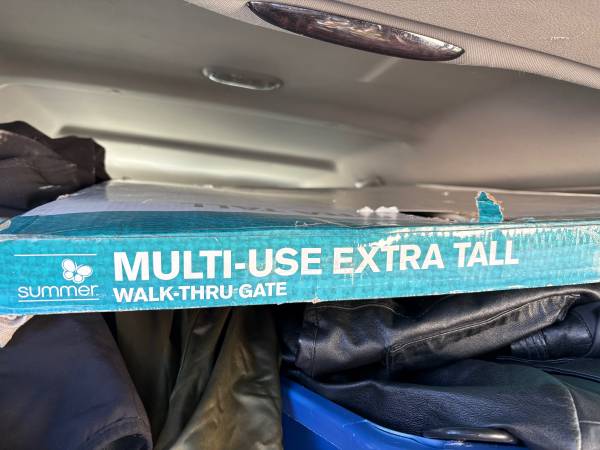 MULTI-USE EXTRA TALL
summer
WALK-THRU GATE